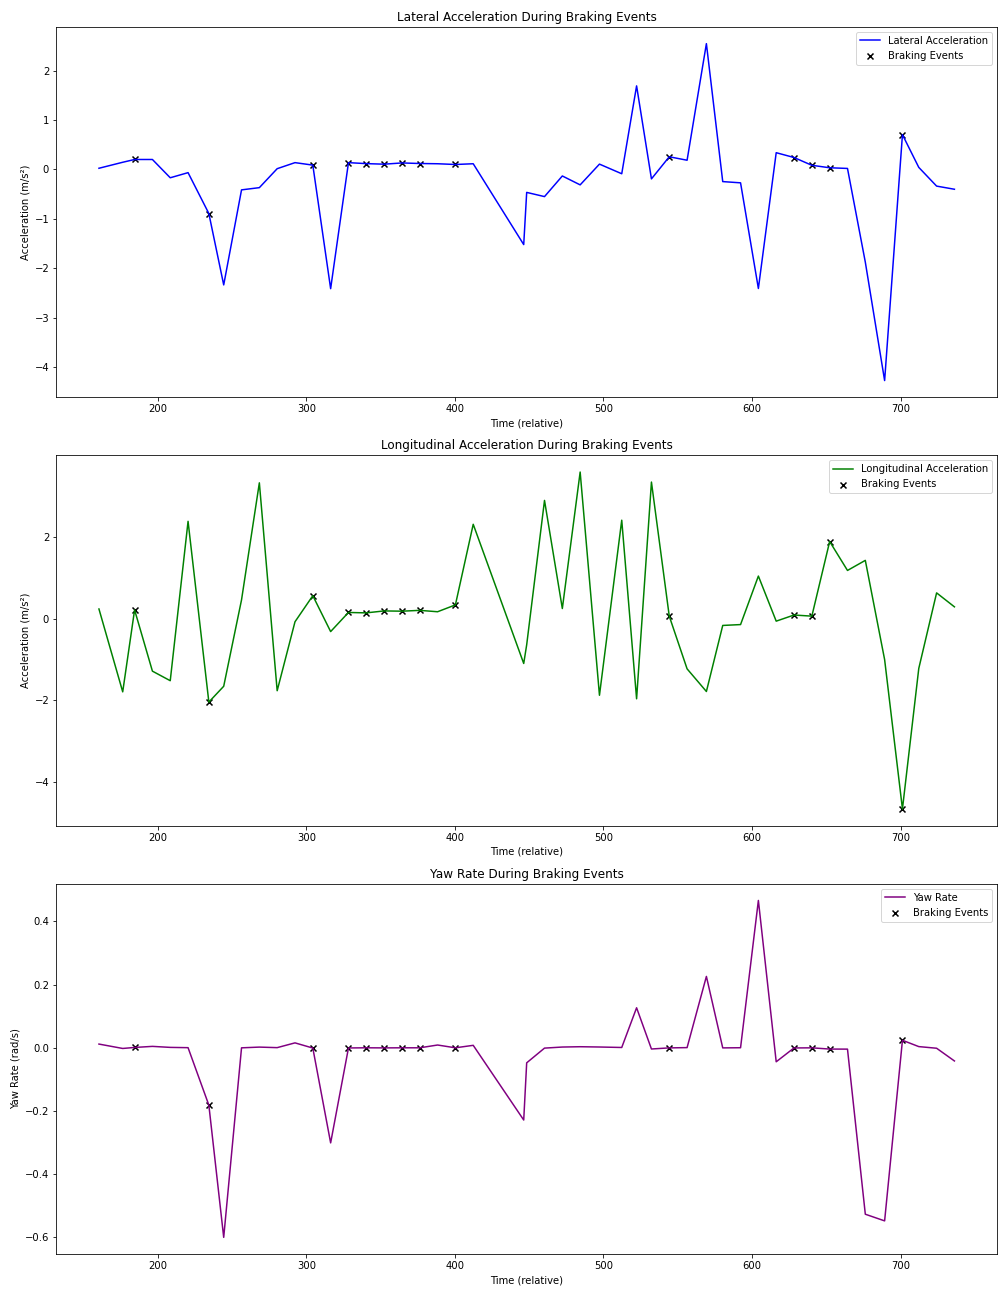 Lateral Acceleration During Braking Events
Lateral Acceleration
Braking Events
2
1
0
−1
−2
−3
−4
Acceleration (m/s²)
200 300 400 500 600 700
Time (relative)
Longitudinal Acceleration During Braking Events
Longitudinal Acceleration
Braking Events
2
0
−2
−4
Acceleration (m/s²)
200 300 400 500 600 700
Time (relative)
Yaw Rate During Braking Events
Yaw Rate
Braking Events
0.4
0.2
0.0
−0.2
−0.4
−0.6
Yaw Rate (rad/s)
200 300 400 500 600 700
Time (relative)